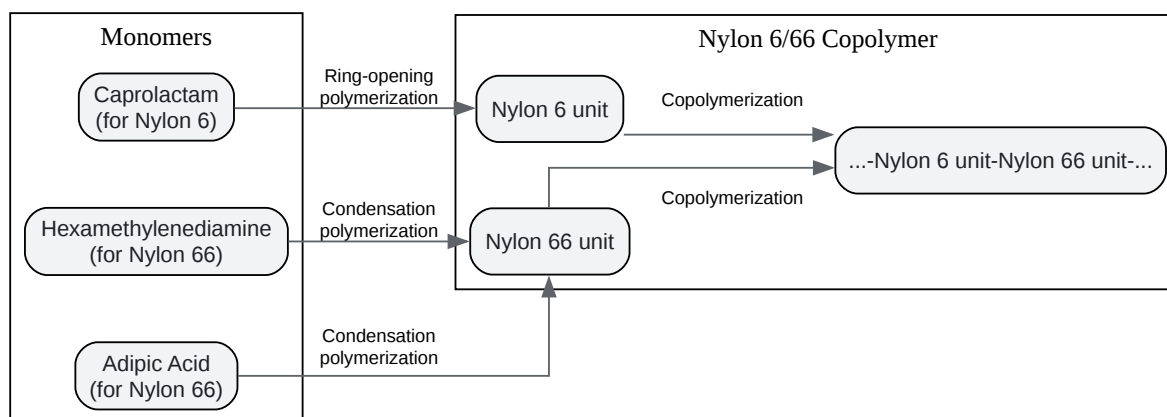 Monomers
Nylon 6/66 Copolymer
Caprolactam
(for Nylon 6)
Ring-opening
polymerization
Nylon 6 unit
Copolymerization
...-Nylon 6 unit-Nylon 66 unit-...
Copolymerization
Hexamethylenediamine
(for Nylon 66)
Condensation
polymerization
Nylon 66 unit
Adipic Acid
(for Nylon 66)
Condensation
polymerization